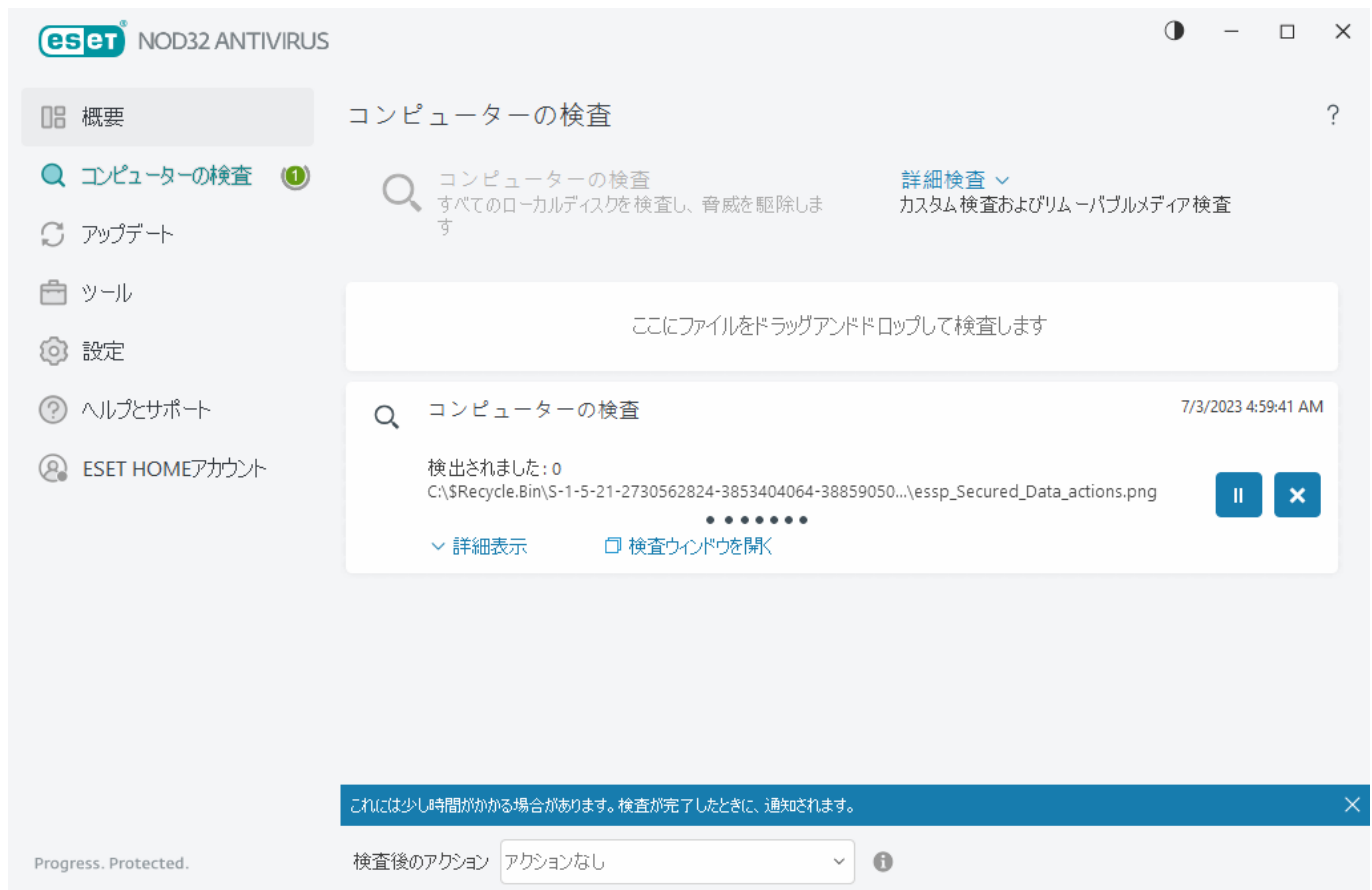 eset® NOD32 ANTIVIRUS
概要
コンピューターの検査 1
アップデート
ツール
設定
ヘルプとサポート
ESET HOMEアカウント
Progress. Protected.
コンピューターの検査 ?
コンピューターの検査
すべてのローカルディスクを検査し、脅威を駆除しま
す
詳細検査
カスタム検査およびリムーバブルメディア検査
ここにファイルをドラッグアンドドロップして検査します
コンピューターの検査 7/3/2023 4:59:41 AM
検出されました: 0
C:\$Recycle.Bin\S-1-5-21-2730562824-3853404064-38859050...\essp_Secured_Data_actions.png
詳細表示 検査ウィンドウを開く
これには少し時間がかかる場合があります。検査が完了したときに、通知されます。
検査後のアクション アクションなし